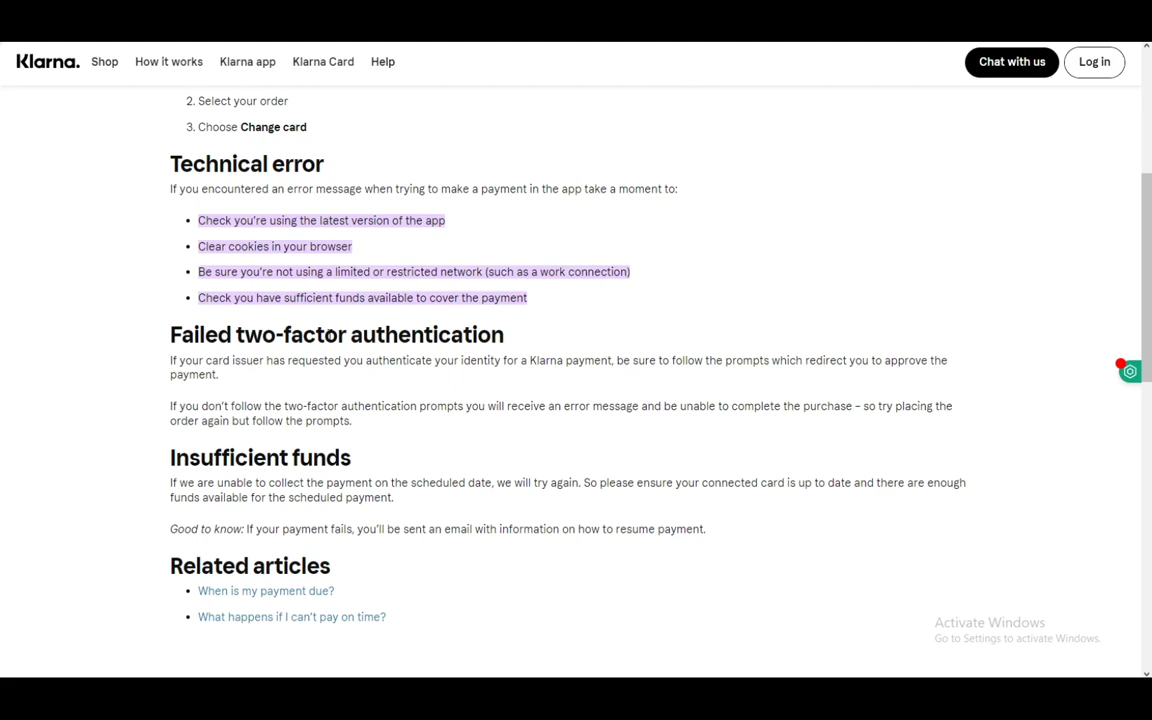 Klarna. Shop How it works Klarna app Klarna Card Help Chat with us Log in
2. Select your order
3. Choose Change card
Technical error
If you encountered an error message when trying to make a payment in the app take a moment to:
• Check you're using the latest version of the app
• Clear cookies in your browser
• Be sure you're not using a limited or restricted network (such as a work connection)
• Check you have sufficient funds available to cover the payment
Failed two-factor authentication
If your card issuer has requested you authenticate your identity for a Klarna payment, be sure to follow the prompts which redirect you to approve the
payment.
If you don't follow the two-factor authentication prompts you will receive an error message and be unable to complete the purchase – so try placing the
order again but follow the prompts.
Insufficient funds
If we are unable to collect the payment on the scheduled date, we will try again. So please ensure your connected card is up to date and there are enough
funds available for the scheduled payment.
Good to know: If your payment fails, you'll be sent an email with information on how to resume payment.
Related articles
• When is my payment due?
• What happens if I can't pay on time?
Activate Windows
Go to Settings to activate Windows.